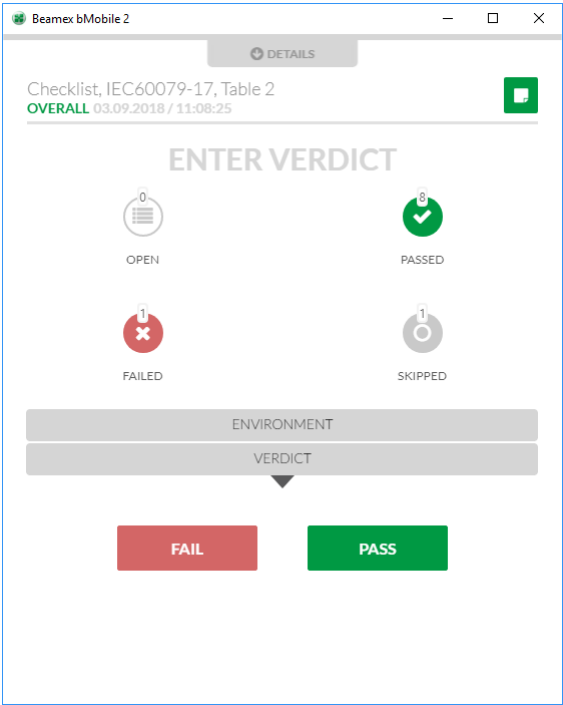 Beamex bMobile 2
DETAILS
Checklist, IEC60079-17, Table 2
OVERALL 03.09.2018 / 11:08:25
ENTER VERDICT
0
8
OPEN
PASSED
1
1
FAILED
SKIPPED
ENVIRONMENT
VERDICT
FAIL
PASS